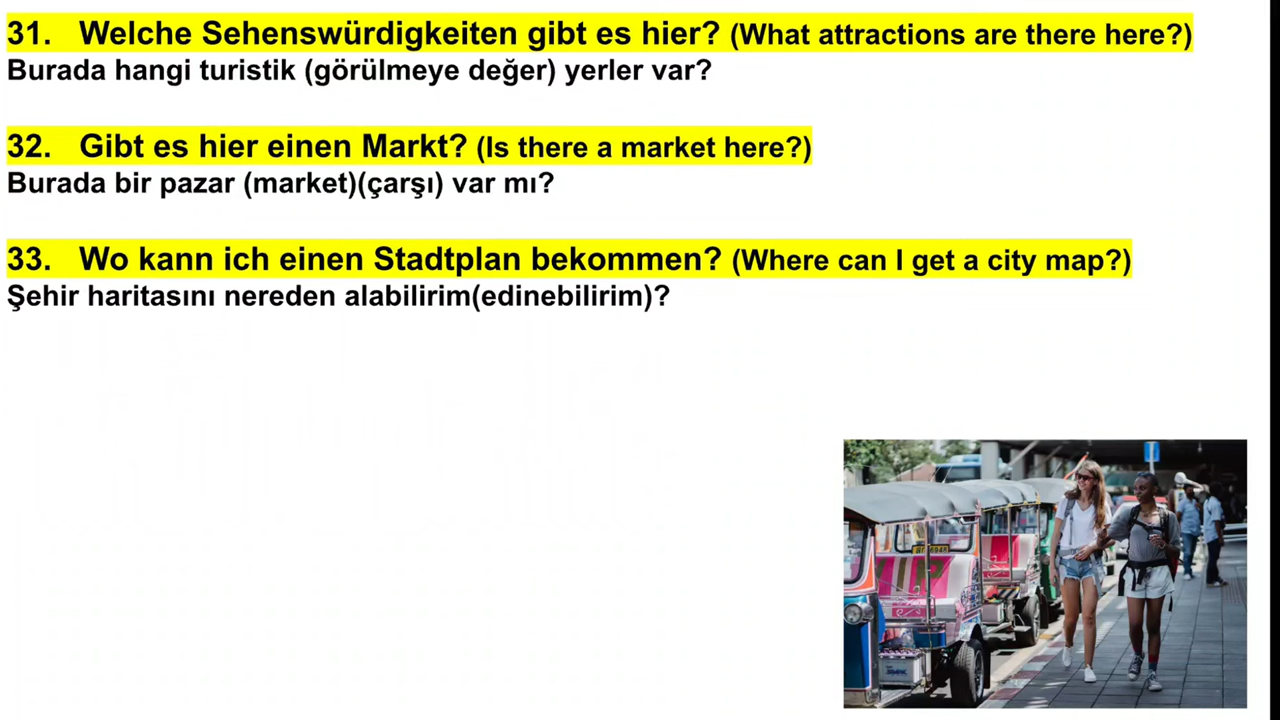 31. Welche Sehenswürdigkeiten gibt es hier? (What attractions are there here?)
Burada hangi turistik (görülmeye değer) yerler var?
32. Gibt es hier einen Markt? (Is there a market here?)
Burada bir pazar (market)(çarşı) var mı?
33. Wo kann ich einen Stadtplan bekommen? (Where can I get a city map?)
Şehir haritasını nereden alabilirim(edinebilirim)?